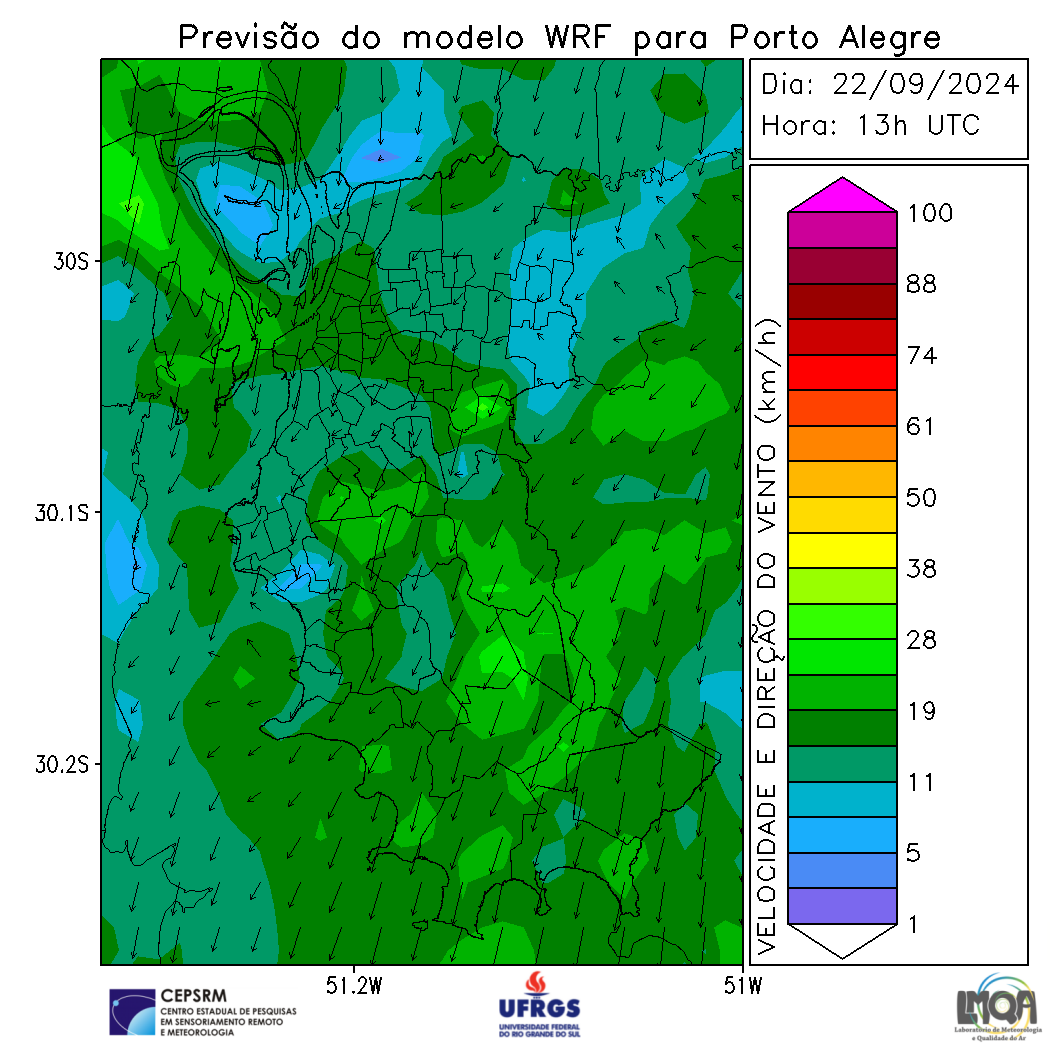 Previsão do modelo WRF para Porto Alegre
Dia: 22/09/2024
Hora: 13h UTC
30S
30.1S
30.2S
51.2W
51W
VELOCIDADE E DIREÇÃO DO VENTO (km/h)
100
88
74
61
50
38
28
19
11
5
1
CEPSRM
CENTRO ESTADUAL DE PESQUISAS
EM SENSORIAMENTO REMOTO
E METEOROLOGIA
UFRGS
UNIVERSIDADE FEDERAL
DO RIO GRANDE DO SUL
LMQA
Laboratório de Meteorologia
e Qualidade do Ar